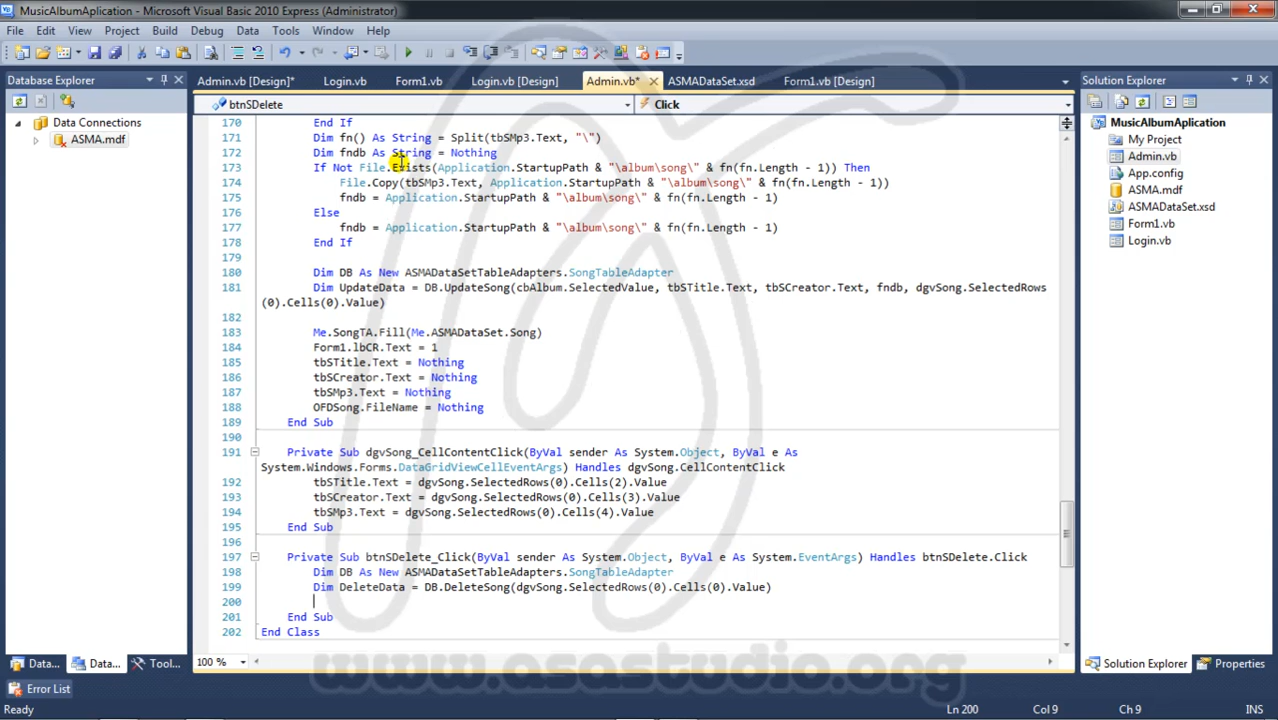 MusicAlbumAplication - Microsoft Visual Basic 2010 Express (Administrator)
File Edit View Project Build Debug Data Tools Window Help
Database Explorer
Data Connections
ASMA.mdf
Admin.vb [Design]* Login.vb Form1.vb Login.vb [Design] Admin.vb* ASMADataSet.xsd Form1.vb [Design]
btnSDelete Click
170 End If
171 Dim fn() As String = Split(tbSMp3.Text, "\")
172 Dim fndb As String = Nothing
173 If Not File.Exists(Application.StartupPath & "\album\song\" & fn(fn.Length - 1)) Then
174 File.Copy(tbSMp3.Text, Application.StartupPath & "\album\song\" & fn(fn.Length - 1))
175 fndb = Application.StartupPath & "\album\song\" & fn(fn.Length - 1)
176 Else
177 fndb = Application.StartupPath & "\album\song\" & fn(fn.Length - 1)
178 End If
180 Dim DB As New ASMADataSetTableAdapters.SongTableAdapter
181 Dim UpdateData = DB.UpdateSong(cbAlbum.SelectedValue, tbSTitle.Text, tbSCreator.Text, fndb, dgvSong.SelectedRows
(0).Cells(0).Value)
182
183 Me.SongTA.Fill(Me.ASMADataSet.Song)
184 Form1.lbCR.Text = 1
185 tbSTitle.Text = Nothing
186 tbSCreator.Text = Nothing
187 tbSMp3.Text = Nothing
188 OFDSong.FileName = Nothing
189 End Sub
190
191 Private Sub dgvSong_CellContentClick(ByVal sender As System.Object, ByVal e As
System.Windows.Forms.DataGridViewCellEventArgs) Handles dgvSong.CellContentClick
192 tbSTitle.Text = dgvSong.SelectedRows(0).Cells(2).Value
193 tbSCreator.Text = dgvSong.SelectedRows(0).Cells(3).Value
194 tbSMp3.Text = dgvSong.SelectedRows(0).Cells(4).Value
195 End Sub
196
197 Private Sub btnSDelete_Click(ByVal sender As System.Object, ByVal e As System.EventArgs) Handles btnSDelete.Click
198 Dim DB As New ASMADataSetTableAdapters.SongTableAdapter
199 Dim DeleteData = DB.DeleteSong(dgvSong.SelectedRows(0).Cells(0).Value)
200
201 End Sub
202 End Class
100 %
Solution Explorer
MusicAlbumAplication
My Project
Admin.vb
App.config
ASMA.mdf
ASMADataSet.xsd
Form1.vb
Login.vb
Data... Data... Tool...
Solution Explorer Properties
www.asastudio.org
Error List
Ln 200 Col 9 Ch 9 INS